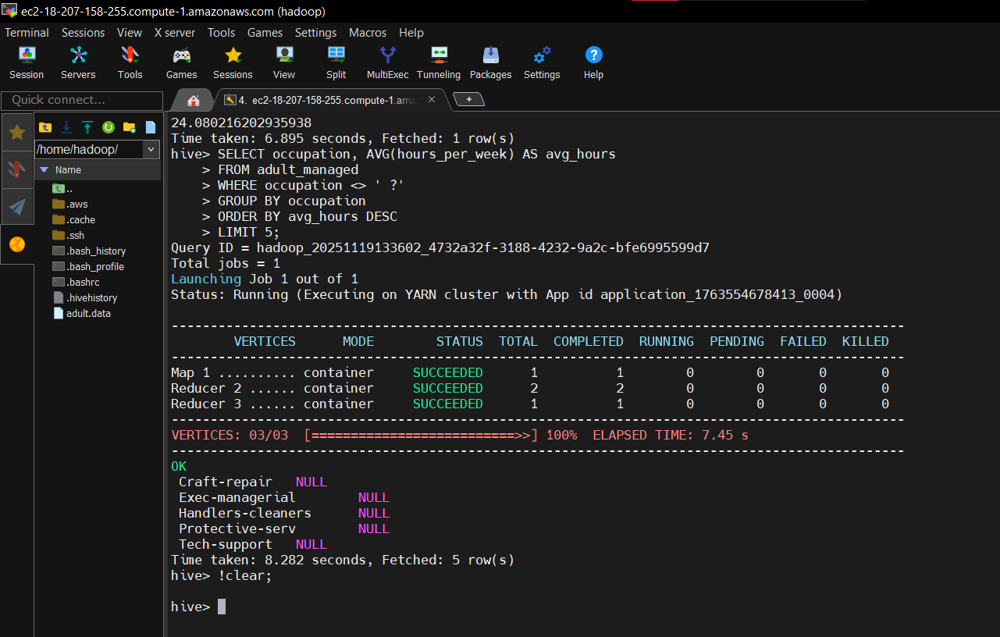 ec2-18-207-158-255.compute-1.amazonaws.com (hadoop)
Terminal Sessions View X server Tools Games Settings Macros Help
Session Servers Tools Games Sessions View Split MultiExec Tunneling Packages Settings Help
Quick connect...
4. ec2-18-207-158-255.compute-1.ama
/home/hadoop/
Name
..
.aws
.cache
.ssh
.bash_history
.bash_profile
.bashrc
.hivehistory
adult.data
24.080216202935938
Time taken: 6.895 seconds, Fetched: 1 row(s)
hive> SELECT occupation, AVG(hours_per_week) AS avg_hours
    > FROM adult_managed
    > WHERE occupation <> ' ?'
    > GROUP BY occupation
    > ORDER BY avg_hours DESC
    > LIMIT 5;
Query ID = hadoop_20251119133602_4732a32f-3188-4232-9a2c-bfe6995599d7
Total jobs = 1
Launching Job 1 out of 1
Status: Running (Executing on YARN cluster with App id application_1763554678413_0004)
----------------------------------------------------------------------------------------------
        VERTICES      MODE        STATUS  TOTAL  COMPLETED  RUNNING  PENDING  FAILED  KILLED
----------------------------------------------------------------------------------------------
Map 1 .......... container     SUCCEEDED      1          1        0        0       0       0
Reducer 2 ...... container     SUCCEEDED      2          2        0        0       0       0
Reducer 3 ...... container     SUCCEEDED      1          1        0        0       0       0
----------------------------------------------------------------------------------------------
VERTICES: 03/03  [==========================>>] 100%  ELAPSED TIME: 7.45 s
----------------------------------------------------------------------------------------------
OK
 Craft-repair   NULL
 Exec-managerial        NULL
 Handlers-cleaners      NULL
 Protective-serv        NULL
 Tech-support   NULL
Time taken: 8.282 seconds, Fetched: 5 row(s)
hive> !clear;
hive>